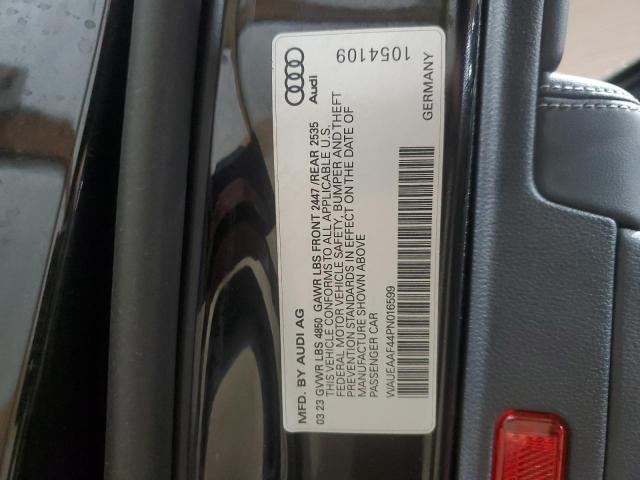 Audi
1054109
MFD. BY AUDI AG
GERMANY
03 23 GVWR LBS 4850 GAWR LBS FRONT 2447 /REAR 2535
THIS VEHICLE CONFORMS TO ALL APPLICABLE U.S.
FEDERAL MOTOR VEHICLE SAFETY, BUMPER AND THEFT
PREVENTION STANDARDS IN EFFECT ON THE DATE OF
MANUFACTURE SHOWN ABOVE
PASSENGER CAR
WAUEAAF44PN016599